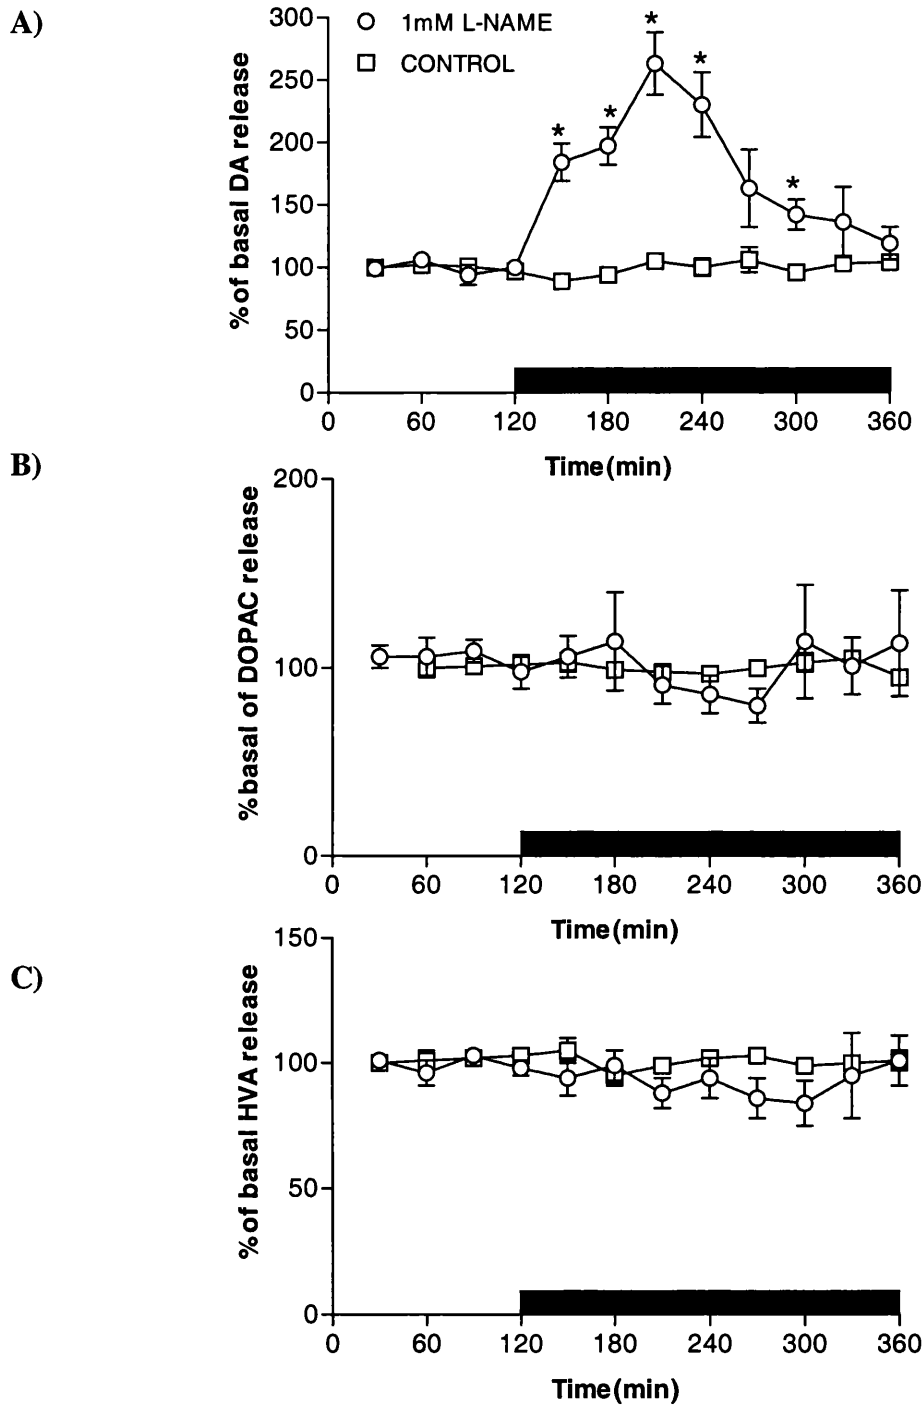 A)
% of basal DA release
300
250
200
150
100
50
0
1mM L-NAME
CONTROL
*
*
*
*
*
0 60 120 180 240 300 360
Time(min)
B)
%basal of DOPAC release
200
100
0
0 60 120 180 240 300 360
Time(min)
C)
%of basal HVA release
150
100
50
0
0 60 120 180 240 300 360
Time(min)